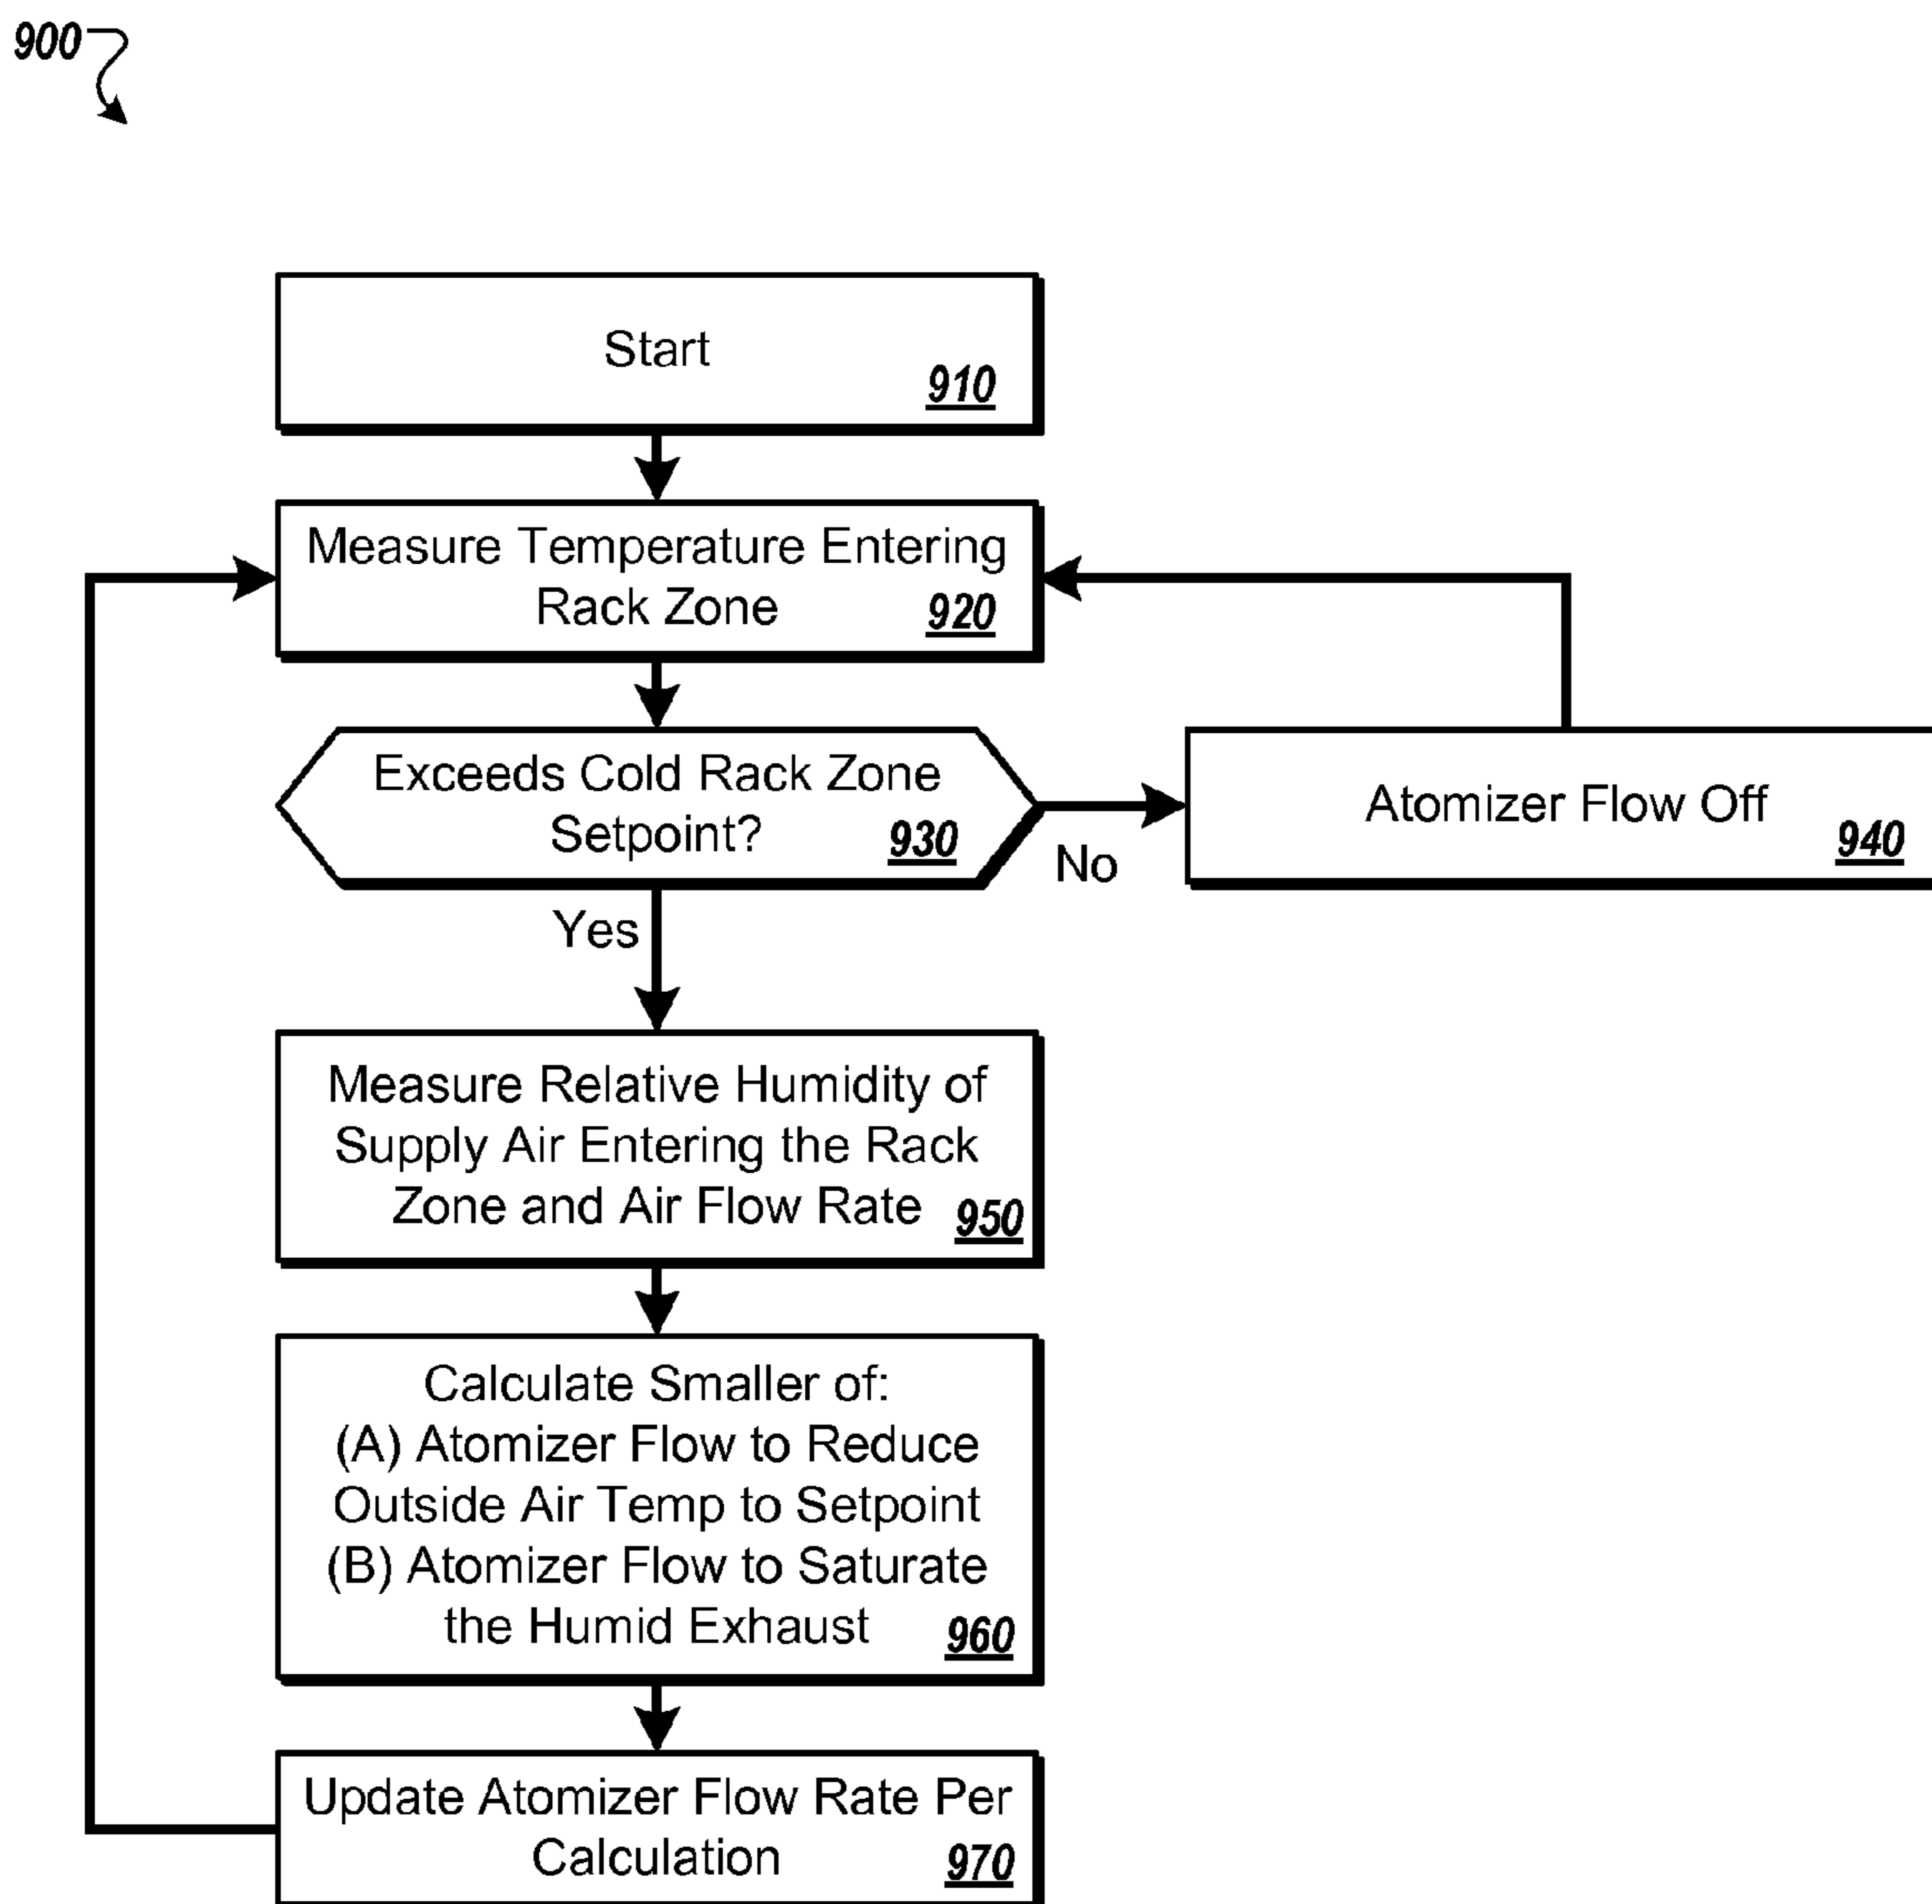 900
Start
910
Measure Temperature Entering
Rack Zone
920
Exceeds Cold Rack Zone
Setpoint?
930
No
Atomizer Flow Off
940
Yes
Measure Relative Humidity of
Supply Air Entering the Rack
Zone and Air Flow Rate
950
Calculate Smaller of:
(A) Atomizer Flow to Reduce
Outside Air Temp to Setpoint
(B) Atomizer Flow to Saturate
the Humid Exhaust
960
Update Atomizer Flow Rate Per
Calculation
970